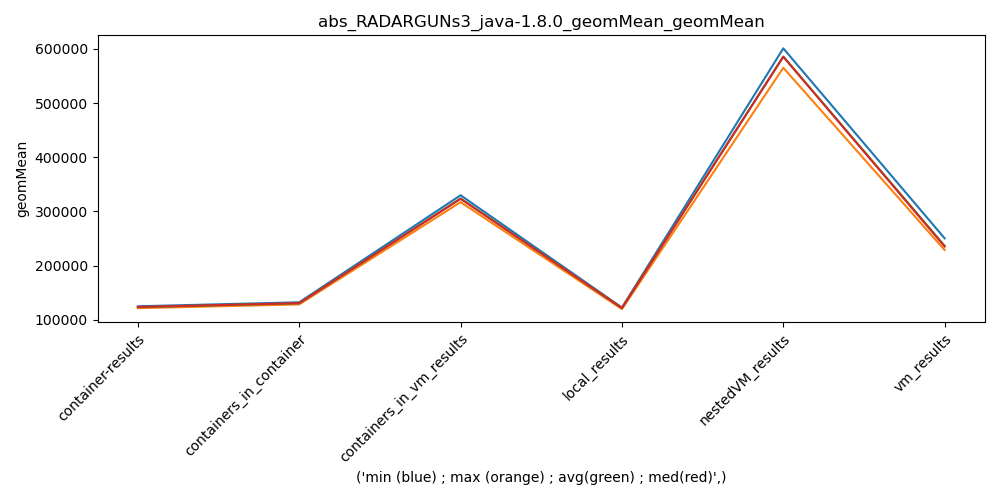 abs_RADARGUNs3_java-1.8.0_geomMean_geomMean
600000
500000
400000
300000
200000
100000
geomMean
container-results
containers_in_container
containers_in_vm_results
local_results
nestedVM_results
vm_results
('min (blue) ; max (orange) ; avg(green) ; med(red)',)